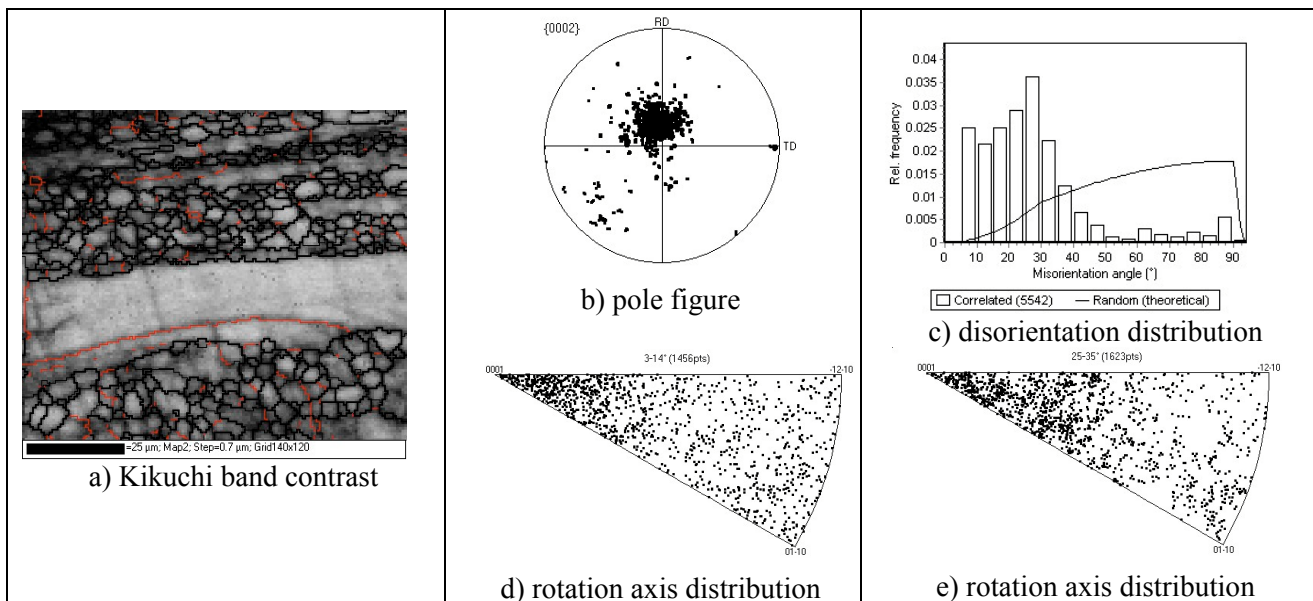 =25 µm; Map2; Step=0.7 µm; Grid140x120
a) Kikuchi band contrast
{0002}
RD
TD
b) pole figure
3-14° (1456pts)
0001
-12-10
01-10
d) rotation axis distribution
Rel. frequency
0.04
0.035
0.03
0.025
0.02
0.015
0.01
0.005
0
0 10 20 30 40 50 60 70 80 90
Misorientation angle (°)
Correlated (5542) Random (theoretical)
c) disorientation distribution
25-35° (1623pts)
0001
-12-10
01-10
e) rotation axis distribution